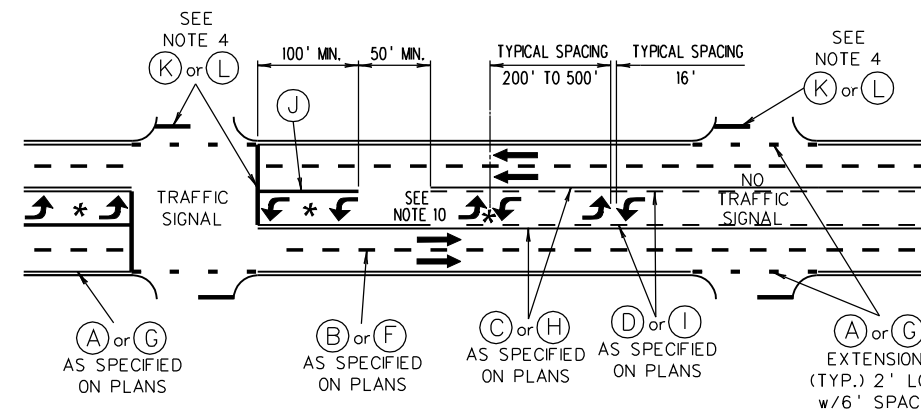 SEE
NOTE 4
K or L
100' MIN.
50' MIN.
TYPICAL SPACING
200' TO 500'
TYPICAL SPACING
16'
SEE
NOTE 4
K or L
J
TRAFFIC
SIGNAL
*
*
SEE
NOTE 10
*
NO
TRAFFIC
SIGNAL
A or G
AS SPECIFIED
ON PLANS
B or F
AS SPECIFIED
ON PLANS
C or H
AS SPECIFIED
ON PLANS
D or I
AS SPECIFIED
ON PLANS
A or G
EXTENSION
(TYP.) 2' LO
w/6' SPAC